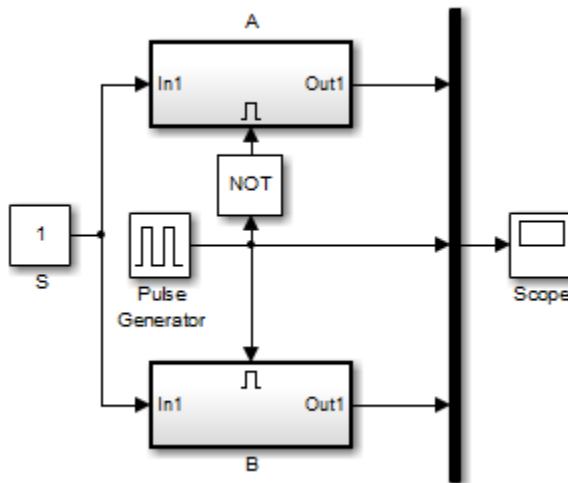 A
In1 Out1
NOT
1
S
Pulse
Generator
Scope
In1 Out1
B